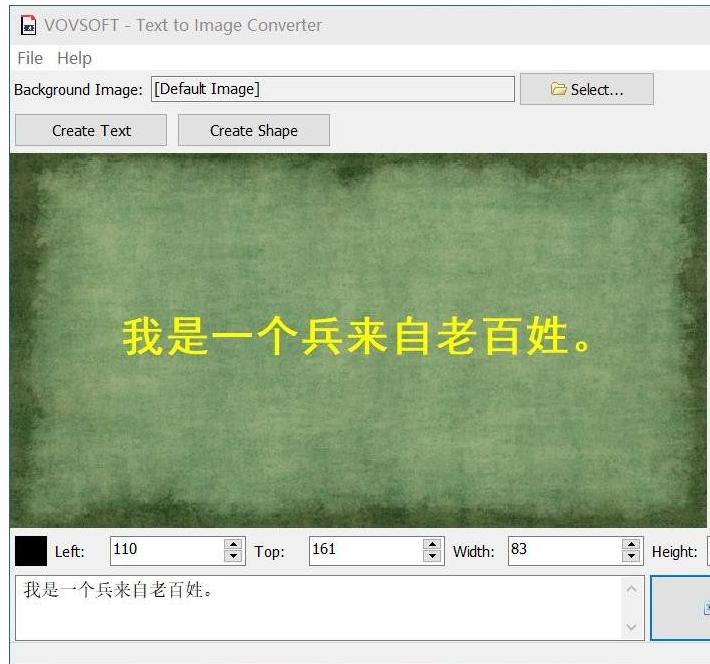 VOVSOFT - Text to Image Converter
File Help
Background Image: [Default Image] Select...
Create Text Create Shape
我是一个兵来自老百姓。
Left: 110 Top: 161 Width: 83 Height:
我是一个兵来自老百姓。